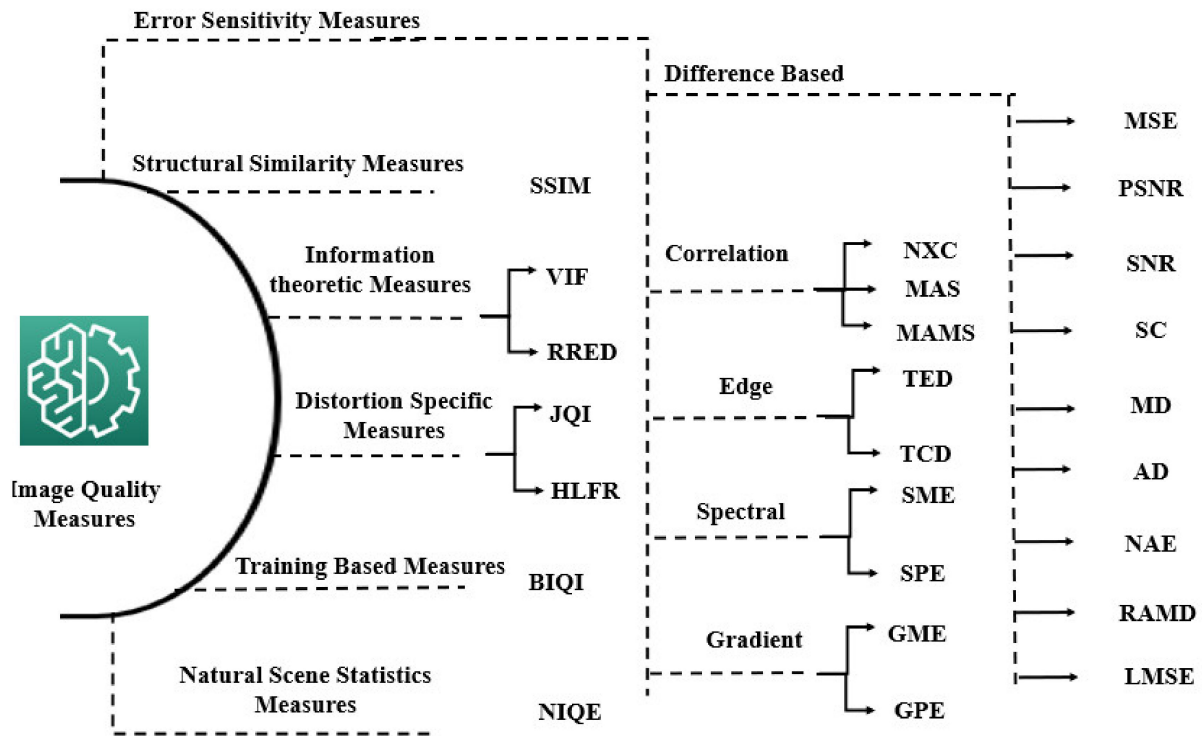 Error Sensitivity Measures
Difference Based
MSE
PSNR
SNR
SC
MD
AD
NAE
RAMD
LMSE
Correlation
NXC
MAS
MAMS
Edge
TED
TCD
Spectral
SME
SPE
Gradient
GME
GPE
Structural Similarity Measures
SSIM
Information
theoretic Measures
VIF
RRED
Distortion Specific
Measures
JQI
HLFR
Image Quality
Measures
Training Based Measures
BIQI
Natural Scene Statistics
Measures
NIQE